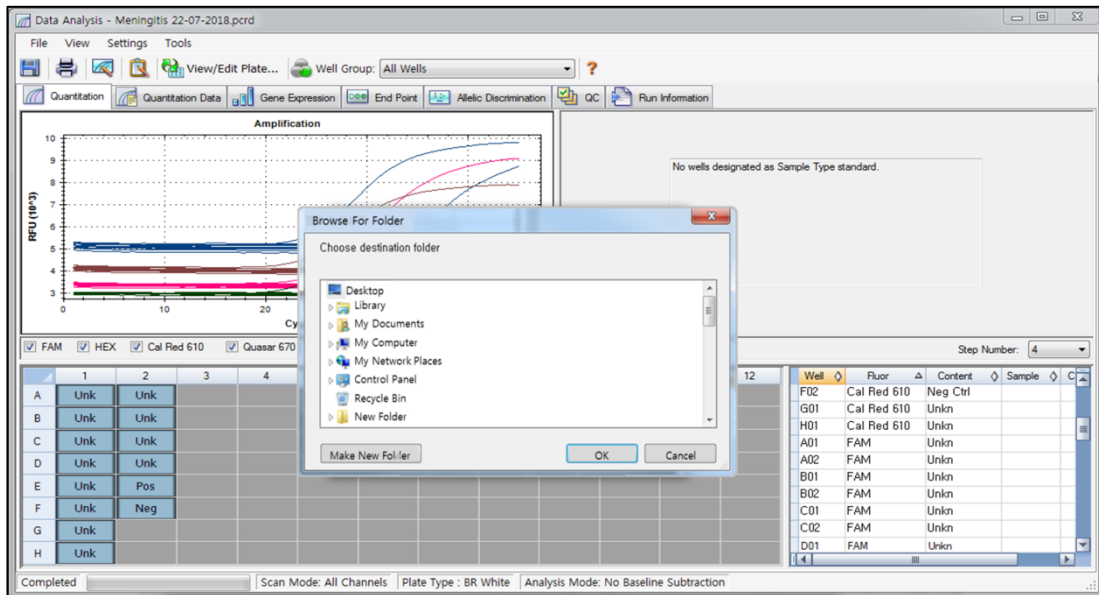 Data Analysis - Meningitis 22-07-2018.pcrd
File View Settings Tools
View/Edit Plate... Well Group: All Wells ?
Quantitation Quantitation Data Gene Expression End Point Allelic Discrimination QC Run Information
Amplification
No wells designated as Sample Type standard.
10
9
8
7
6
5
4
3
RFU (10^3)
0 10 20
Cy
Browse For Folder
Choose destination folder
Desktop
Library
My Documents
My Computer
My Network Places
Control Panel
Recycle Bin
New Folder
Make New Folder OK Cancel
FAM HEX Cal Red 610 Quasar 670
Step Number: 4
1 2 3 4 12
A Unk Unk
B Unk Unk
C Unk Unk
D Unk Unk
E Unk Pos
F Unk Neg
G Unk
H Unk
Well Fluor Content Sample C
F02 Cal Red 610 Neg Ctrl
G01 Cal Red 610 Unkn
H01 Cal Red 610 Unkn
A01 FAM Unkn
A02 FAM Unkn
B01 FAM Unkn
B02 FAM Unkn
C01 FAM Unkn
C02 FAM Unkn
D01 FAM Unkn
Completed Scan Mode: All Channels Plate Type : BR White Analysis Mode: No Baseline Subtraction